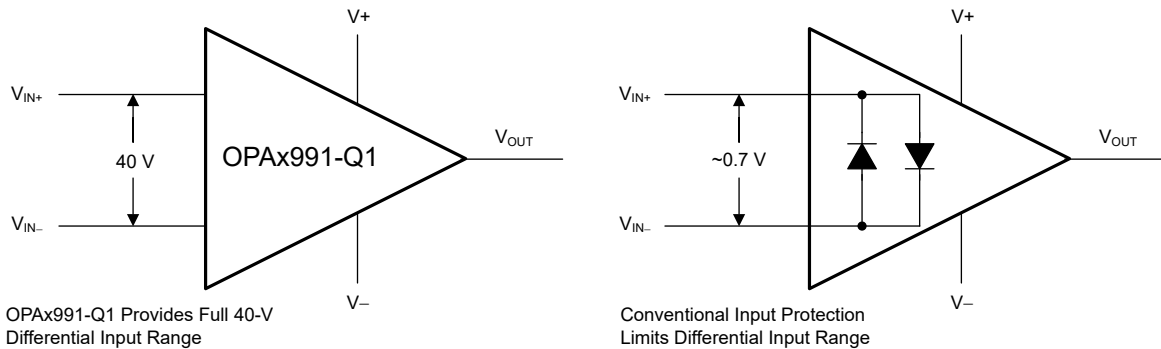 V+
V+
VIN+
VIN+
VOUT
VOUT
40 V
OPAx991-Q1
~0.7 V
VIN–
VIN–
V–
V–
OPAx991-Q1 Provides Full 40-V
Differential Input Range
Conventional Input Protection
Limits Differential Input Range